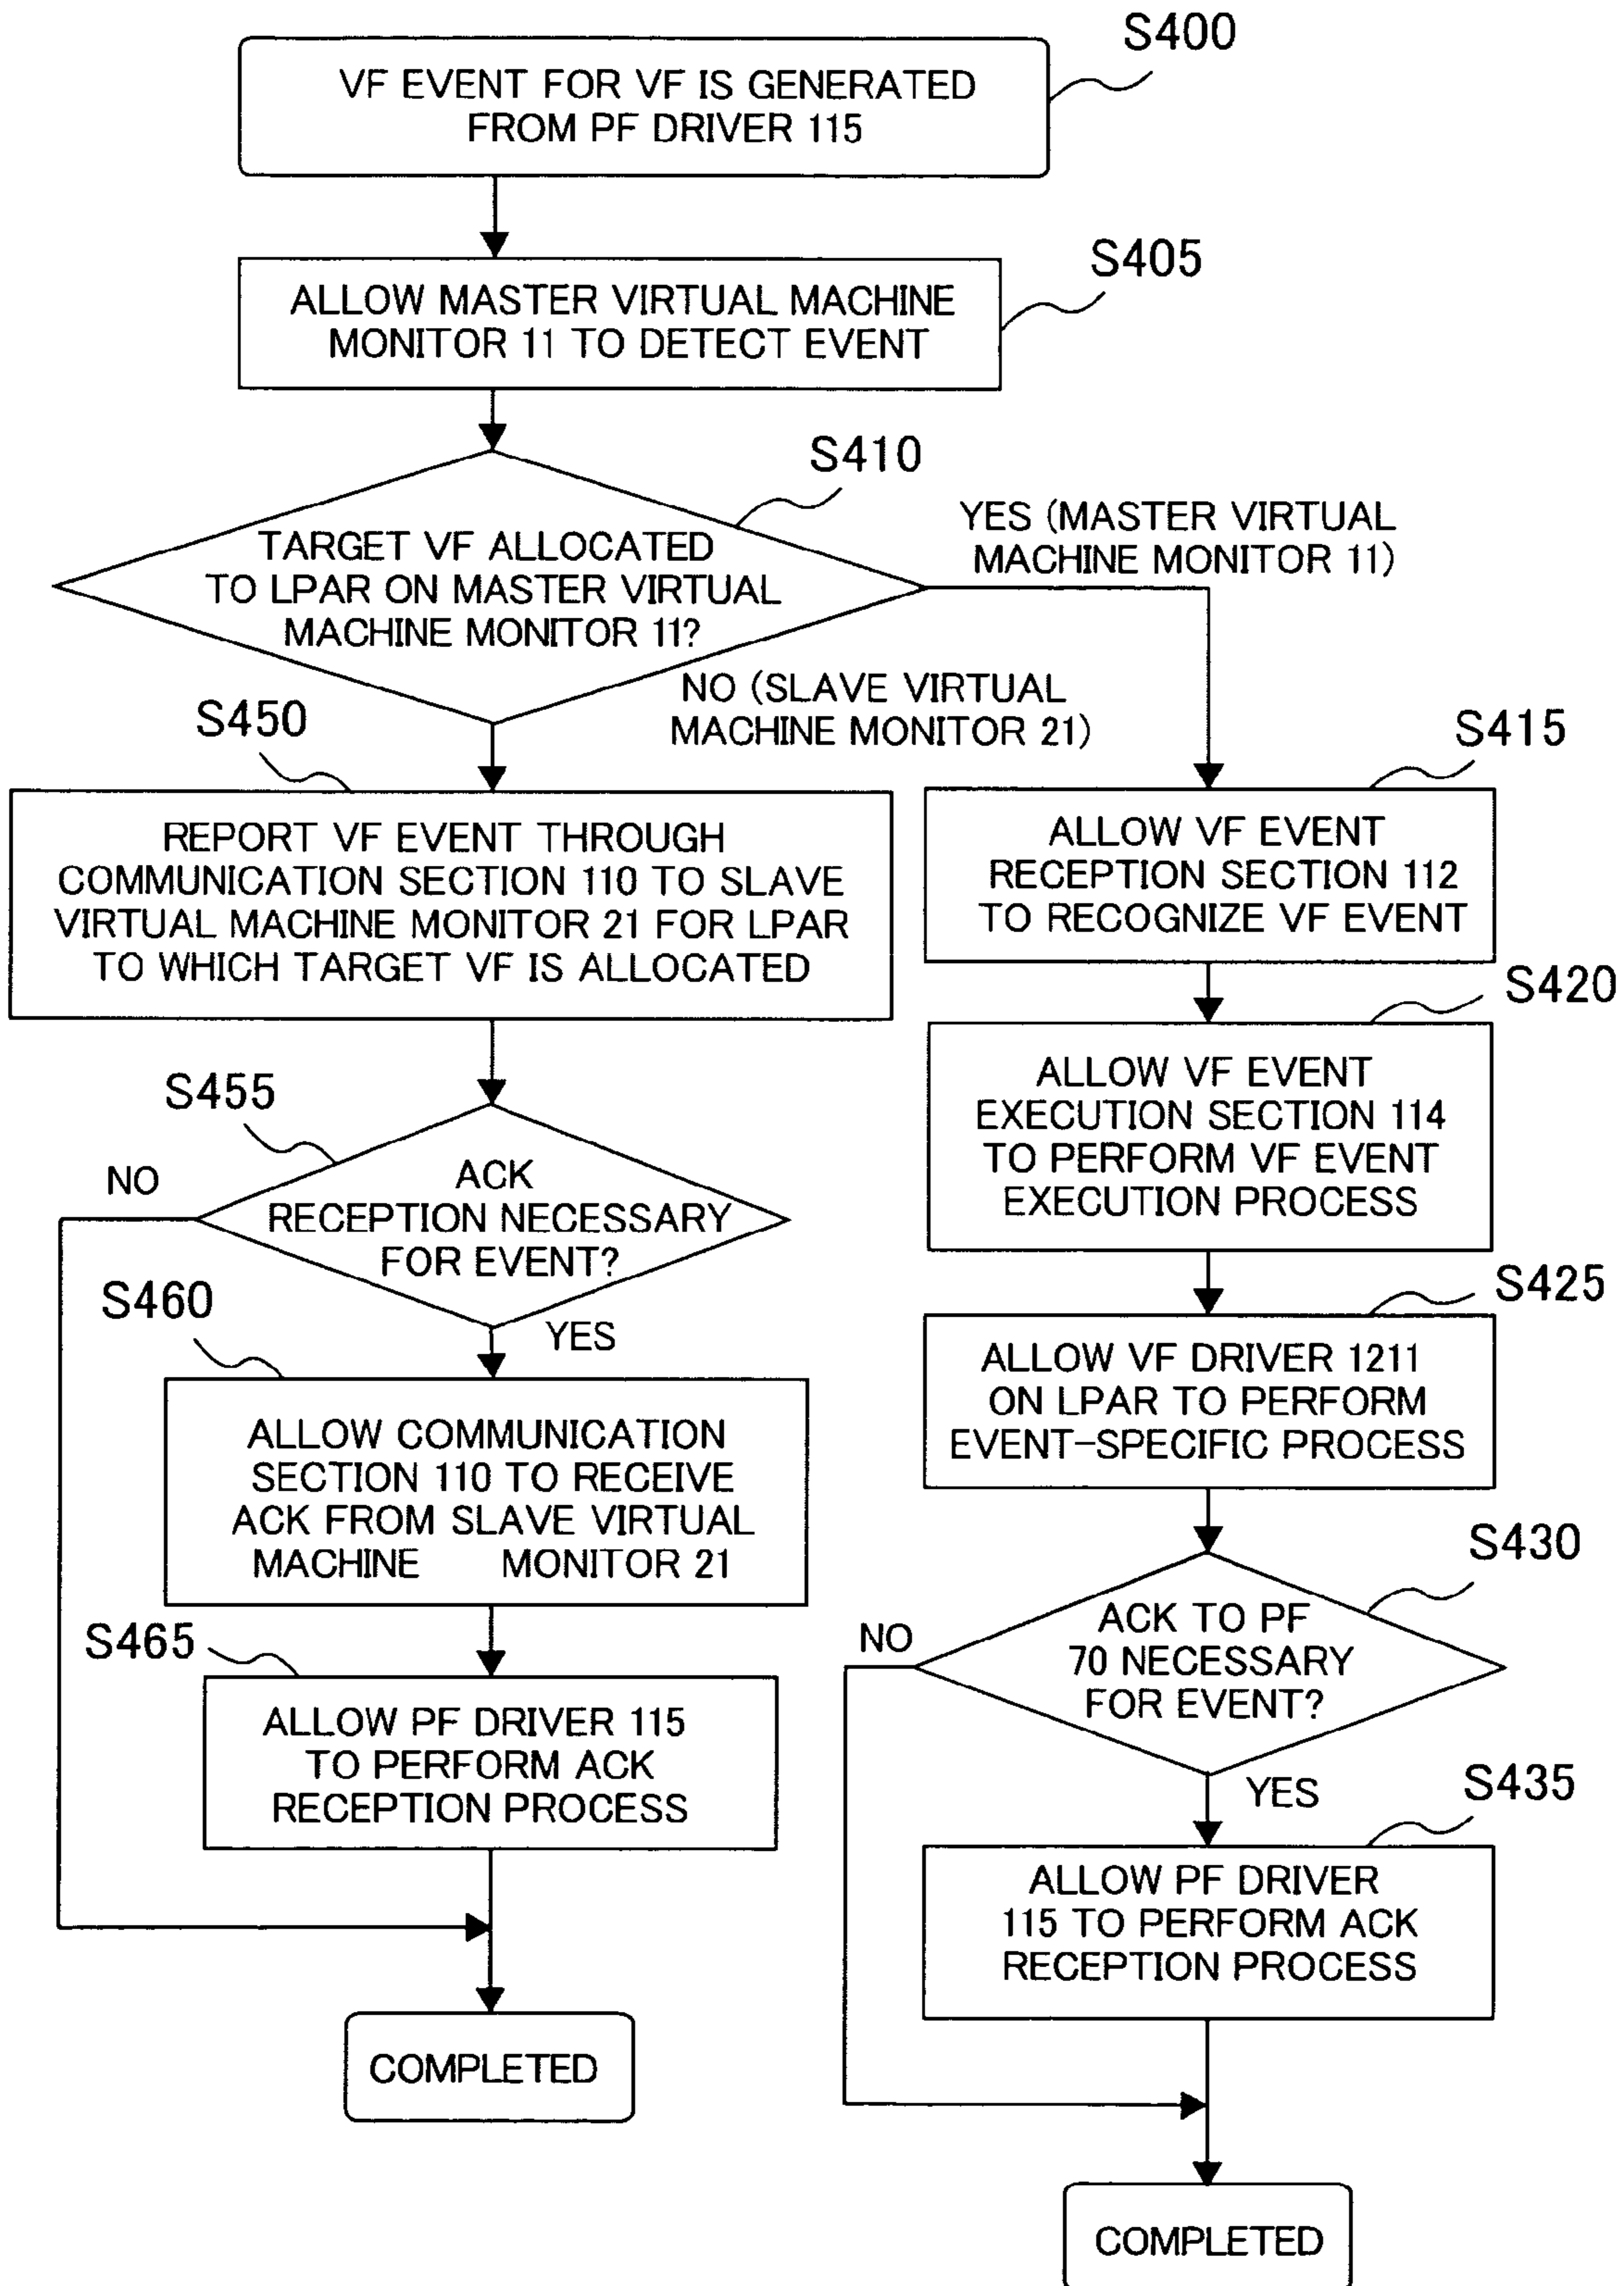 S400
VF EVENT FOR VF IS GENERATED
FROM PF DRIVER 115
S405
ALLOW MASTER VIRTUAL MACHINE
MONITOR 11 TO DETECT EVENT
S410
TARGET VF ALLOCATED
TO LPAR ON MASTER VIRTUAL
MACHINE MONITOR 11?
YES (MASTER VIRTUAL
MACHINE MONITOR 11)
NO (SLAVE VIRTUAL
MACHINE MONITOR 21)
S450
REPORT VF EVENT THROUGH
COMMUNICATION SECTION 110 TO SLAVE
VIRTUAL MACHINE MONITOR 21 FOR LPAR
TO WHICH TARGET VF IS ALLOCATED
S455
ACK
RECEPTION NECESSARY
FOR EVENT?
NO
YES
S460
ALLOW COMMUNICATION
SECTION 110 TO RECEIVE
ACK FROM SLAVE VIRTUAL
MACHINE MONITOR 21
S465
ALLOW PF DRIVER 115
TO PERFORM ACK
RECEPTION PROCESS
COMPLETED
S415
ALLOW VF EVENT
RECEPTION SECTION 112
TO RECOGNIZE VF EVENT
S420
ALLOW VF EVENT
EXECUTION SECTION 114
TO PERFORM VF EVENT
EXECUTION PROCESS
S425
ALLOW VF DRIVER 1211
ON LPAR TO PERFORM
EVENT-SPECIFIC PROCESS
S430
ACK TO PF
70 NECESSARY
FOR EVENT?
NO
YES
S435
ALLOW PF DRIVER
115 TO PERFORM ACK
RECEPTION PROCESS
COMPLETED